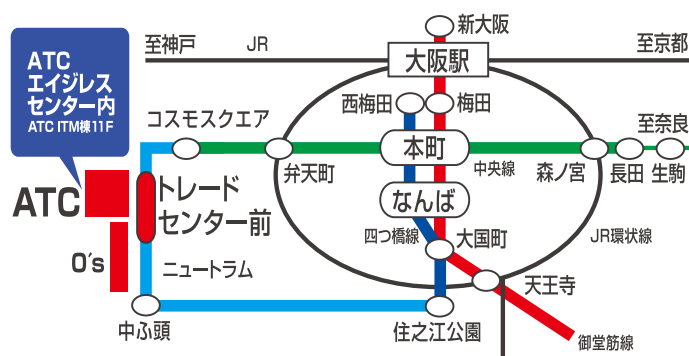 新大阪
至神戸
JR
至京都
大阪駅
ATC
エイジレス
センター内
ATC ITM棟11F
西梅田
梅田
コスモスクエア
至奈良
本町
中央線
弁天町
森ノ宮
長田
生駒
ATC
トレード
センター前
なんば
四つ橋線
大国町
JR環状線
O's
ニュートラム
天王寺
中ふ頭
住之江公園
御堂筋線